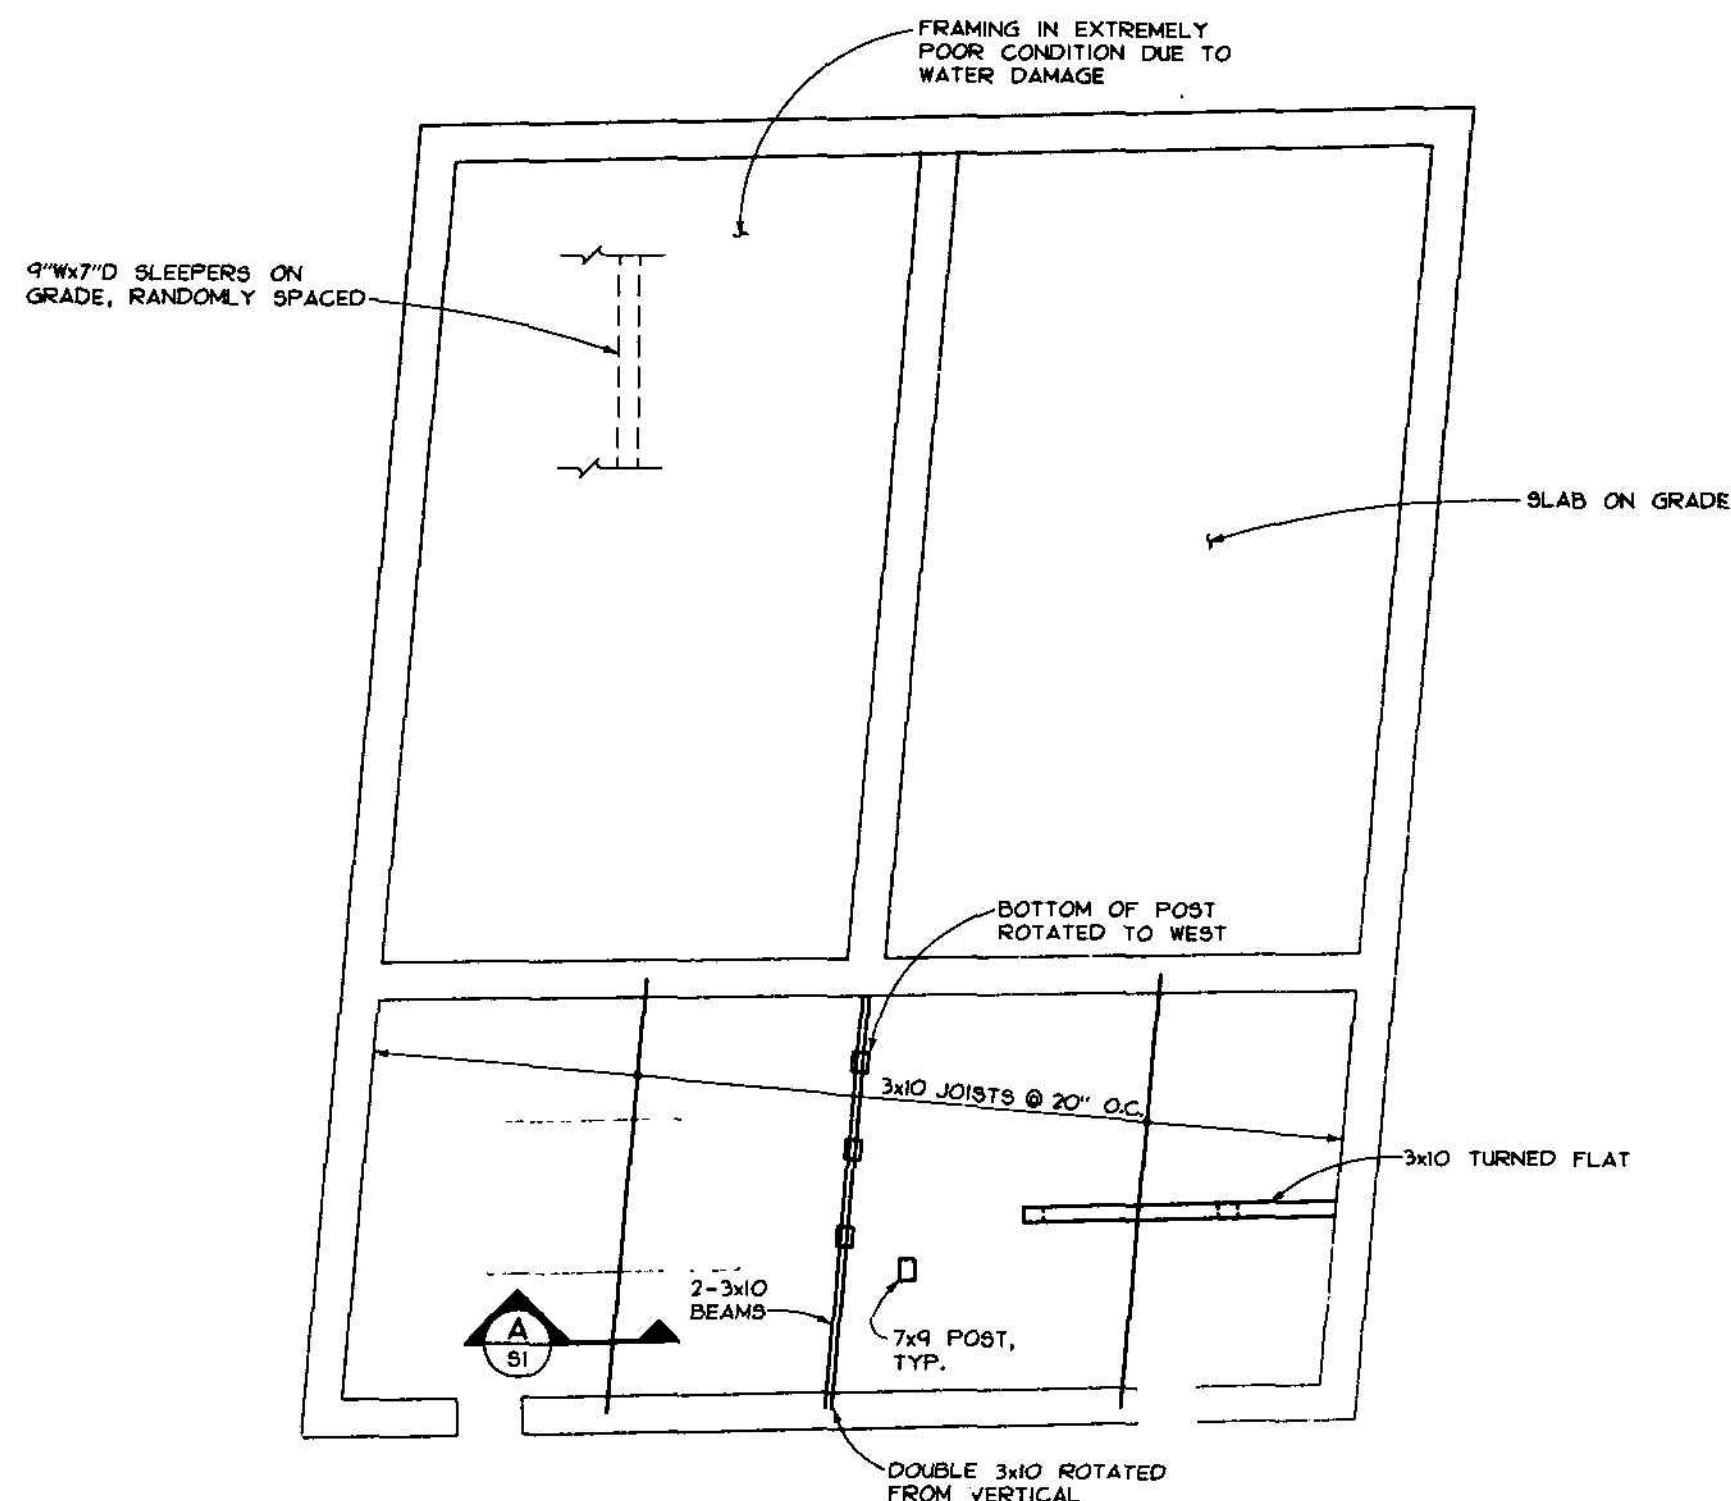 FRAMING IN EXTREMELY
POOR CONDITION DUE TO
WATER DAMAGE
9"Wx7"D SLEEPERS ON
GRADE, RANDOMLY SPACED
SLAB ON GRADE
BOTTOM OF POST
ROTATED TO WEST
3x10 JOISTS @ 20" O.C.
3x10 TURNED FLAT
2-3x10
BEAMS
A
S1
7x9 POST,
TYP.
DOUBLE 3x10 ROTATED
FROM VERTICAL